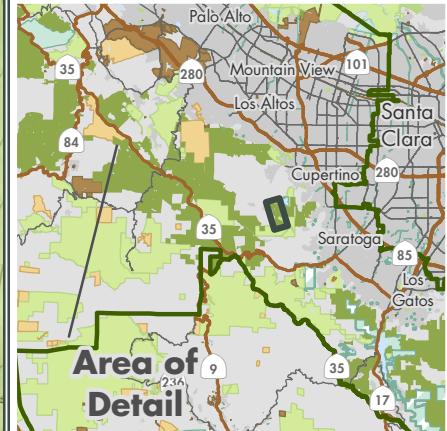 Palo Alto
35
280
Mountain View
101
Los Altos
Santa
Clara
84
Cupertino
280
35
Saratoga
85
Los
Gatos
Area of
236
Detail
9
35
17